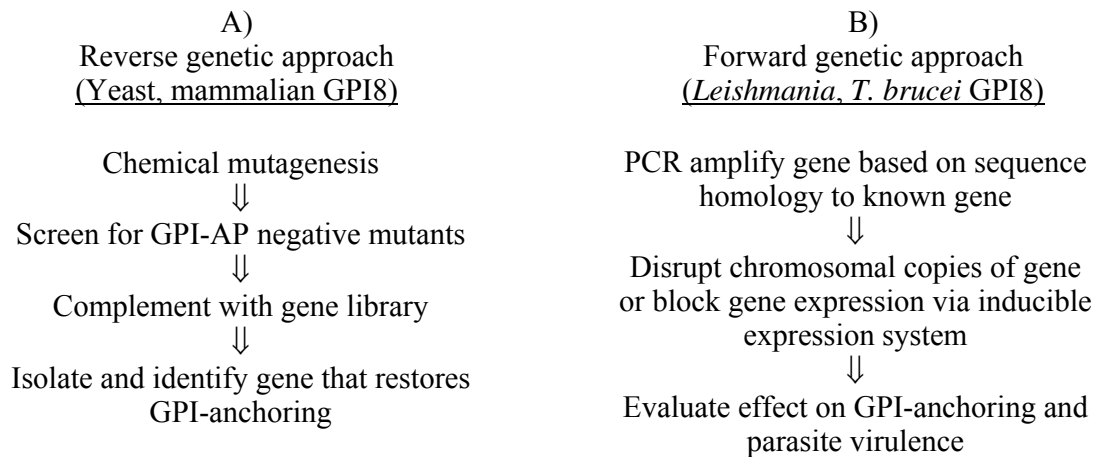 A)
Reverse genetic approach
(Yeast, mammalian GPI8)
Chemical mutagenesis
⇓
Screen for GPI-AP negative mutants
⇓
Complement with gene library
⇓
Isolate and identify gene that restores
GPI-anchoring
B)
Forward genetic approach
(Leishmania, T. brucei GPI8)
PCR amplify gene based on sequence
homology to known gene
⇓
Disrupt chromosomal copies of gene
or block gene expression via inducible
expression system
⇓
Evaluate effect on GPI-anchoring and
parasite virulence